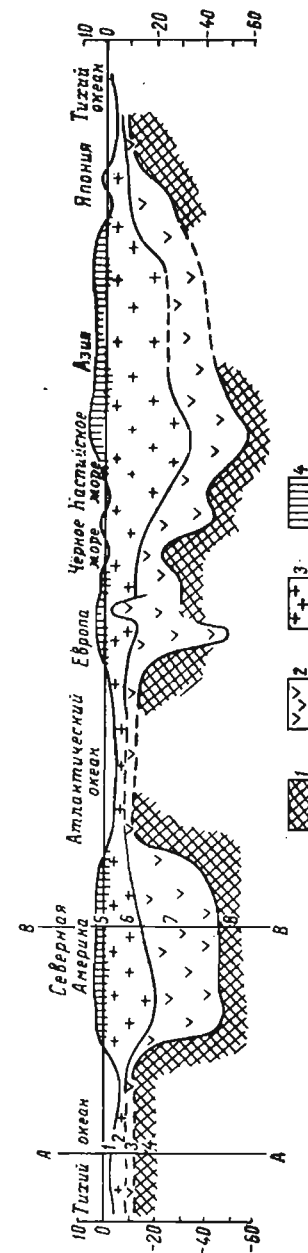 Тихий океан
Северная
Америка
Атлантический
океан
Европа
Черное
море
Каспийское
море
Азия
Япония
Тихий
океан
А
В
10
0
-20
-40
-60
1
2
3
4
5
6
7
8
10
0
-20
-40
-60
А
В
1
2
3
4